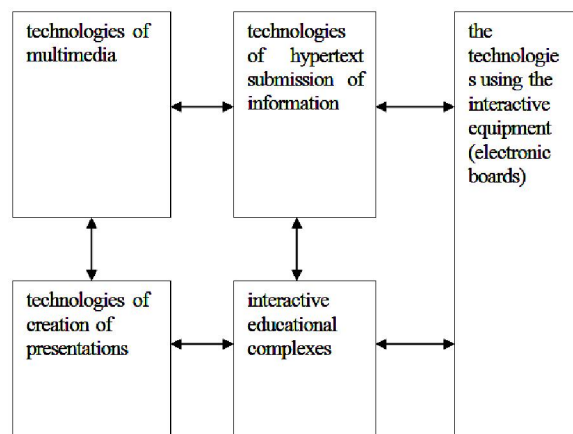 technologies of
multimedia
technologies
of hypertext
submission of
information
the
technologie
s using the
interactive
equipment
(electronic
boards)
technologies of
creation of
presentations
interactive
educational
complexes